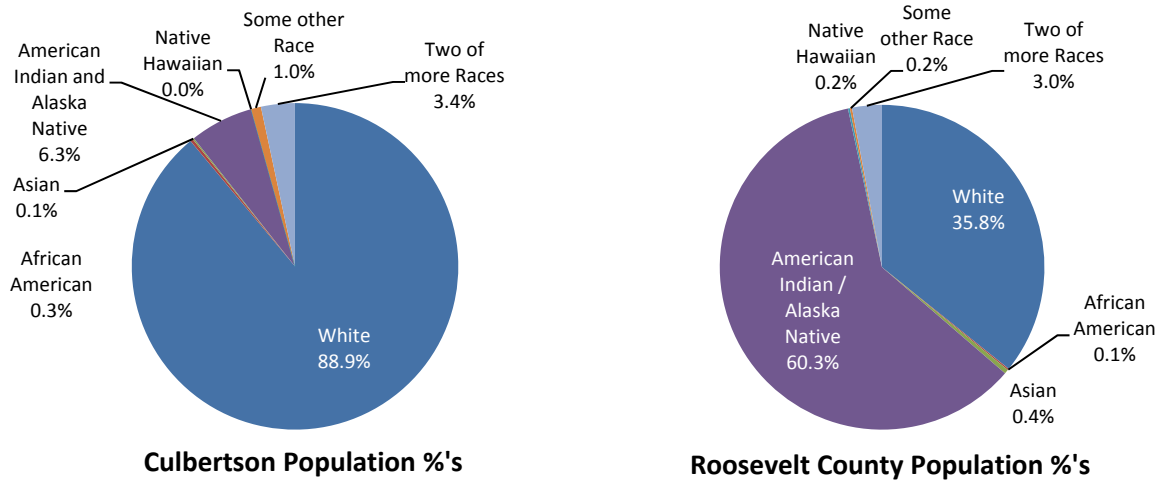 American
Indian and
Alaska
Native
6.3%
Native
Hawaiian
0.0%
Some other
Race
1.0%
Two of
more Races
3.4%
Asian
0.1%
African
American
0.3%
White
88.9%
Culbertson Population %'s
Native
Hawaiian
0.2%
Some
other Race
0.2%
Two of
more Races
3.0%
White
35.8%
American
Indian /
Alaska
Native
60.3%
African
American
0.1%
Asian
0.4%
Roosevelt County Population %'s